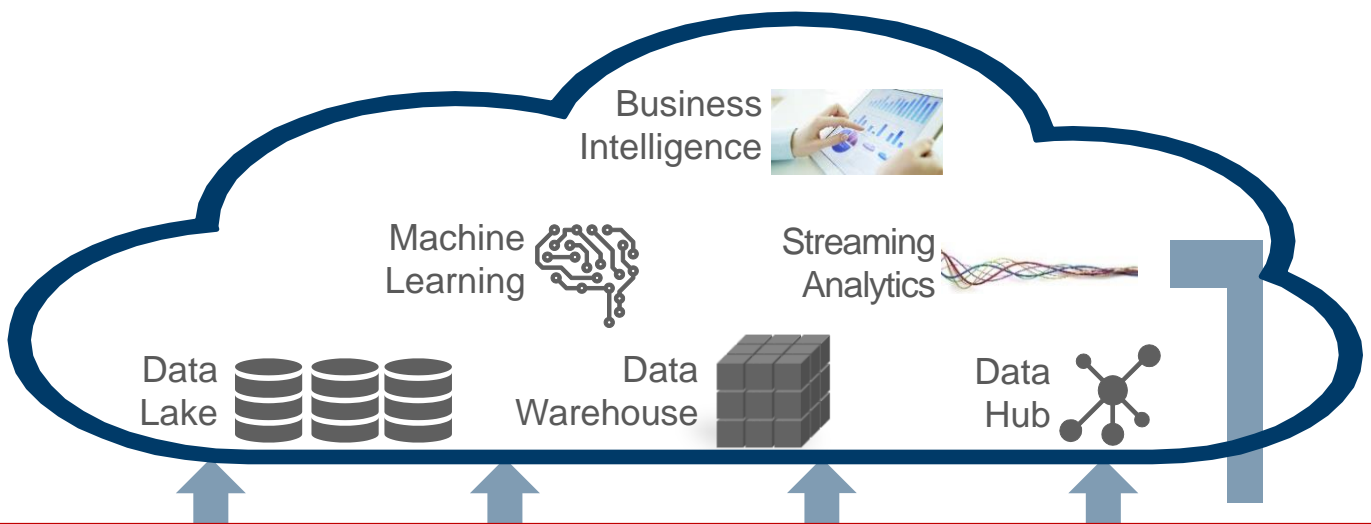 Business
Intelligence
Machine
Learning
Streaming
Analytics
Data
Lake
Data
Warehouse
Data
Hub